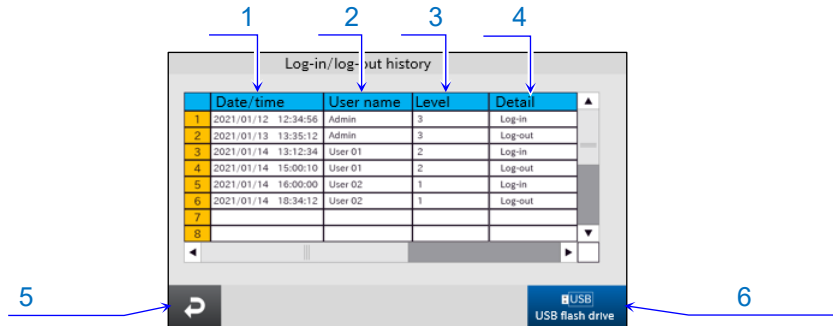 1 2 3 4
Log-in/log-out history
Date/time User name Level Detail
1 2021/01/12 12:34:56 Admin 3 Log-in
2 2021/01/13 13:35:12 Admin 3 Log-out
3 2021/01/14 13:12:34 User 01 2 Log-in
4 2021/01/14 15:00:10 User 01 2 Log-out
5 2021/01/14 16:00:00 User 02 1 Log-in
6 2021/01/14 18:34:12 User 02 1 Log-out
7
8
5 6
USB
USB flash drive